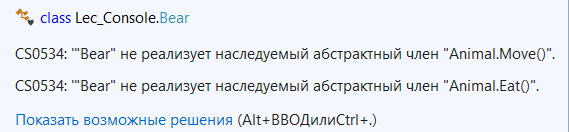 class Lec_Console.Bear
CS0534: '"Bear" не реализует наследуемый абстрактный член "Animal.Move()".
CS0534: '"Bear" не реализует наследуемый абстрактный член "Animal.Eat()".
Показать возможные решения (Alt+ВВОДилиCtrl+.)